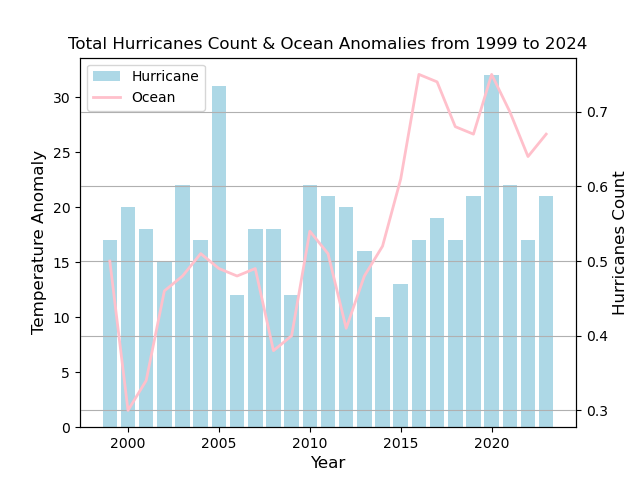 Total Hurricanes Count & Ocean Anomalies from 1999 to 2024
Hurricane
Ocean
30
25
20
15
10
5
0
Temperature Anomaly
0.7
0.6
0.5
0.4
0.3
Hurricanes Count
2000 2005 2010 2015 2020
Year